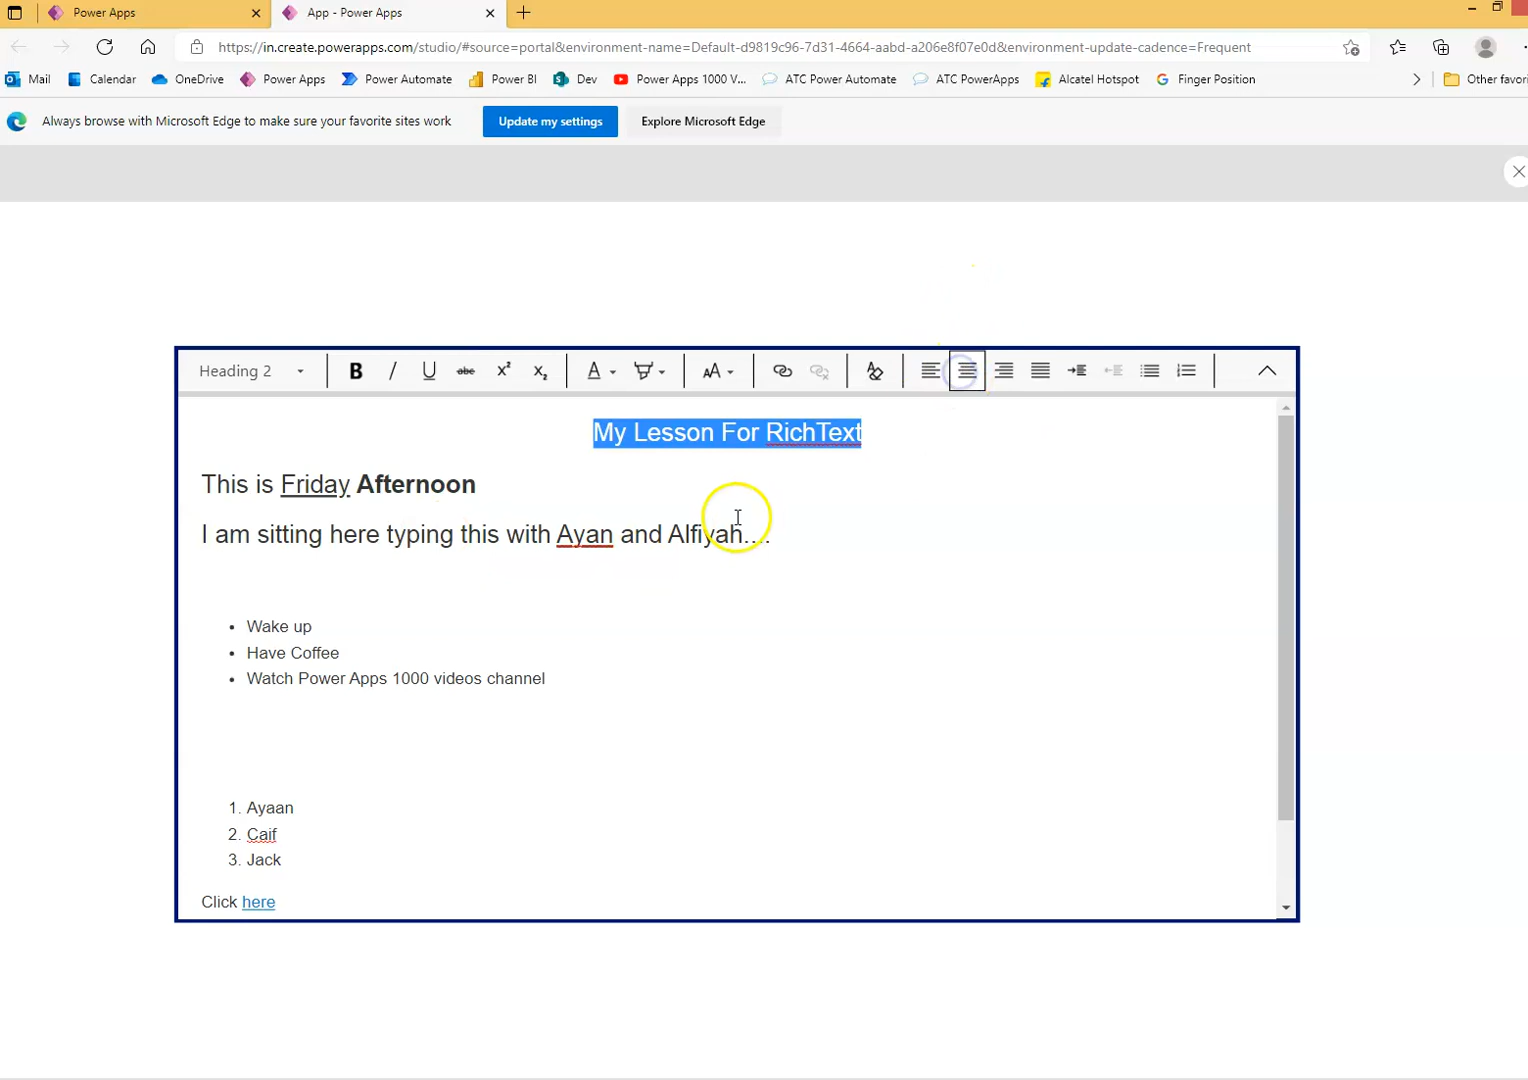 Power Apps
App - Power Apps
https://in.create.powerapps.com/studio/#source=portal&environment-name=Default-d9819c96-7d31-4664-aabd-a206e8f07e0d&environment-update-cadence=Frequent
Mail Calendar OneDrive Power Apps Power Automate Power BI Dev Power Apps 1000 V... ATC Power Automate ATC PowerApps Alcatel Hotspot Finger Position Other favori
Always browse with Microsoft Edge to make sure your favorite sites work Update my settings Explore Microsoft Edge
Heading 2 B / U abc x² x₂ A AA
My Lesson For RichText
This is Friday Afternoon
I am sitting here typing this with Ayan and Alfiyah....
• Wake up
• Have Coffee
• Watch Power Apps 1000 videos channel
1. Ayaan
2. Caif
3. Jack
Click here